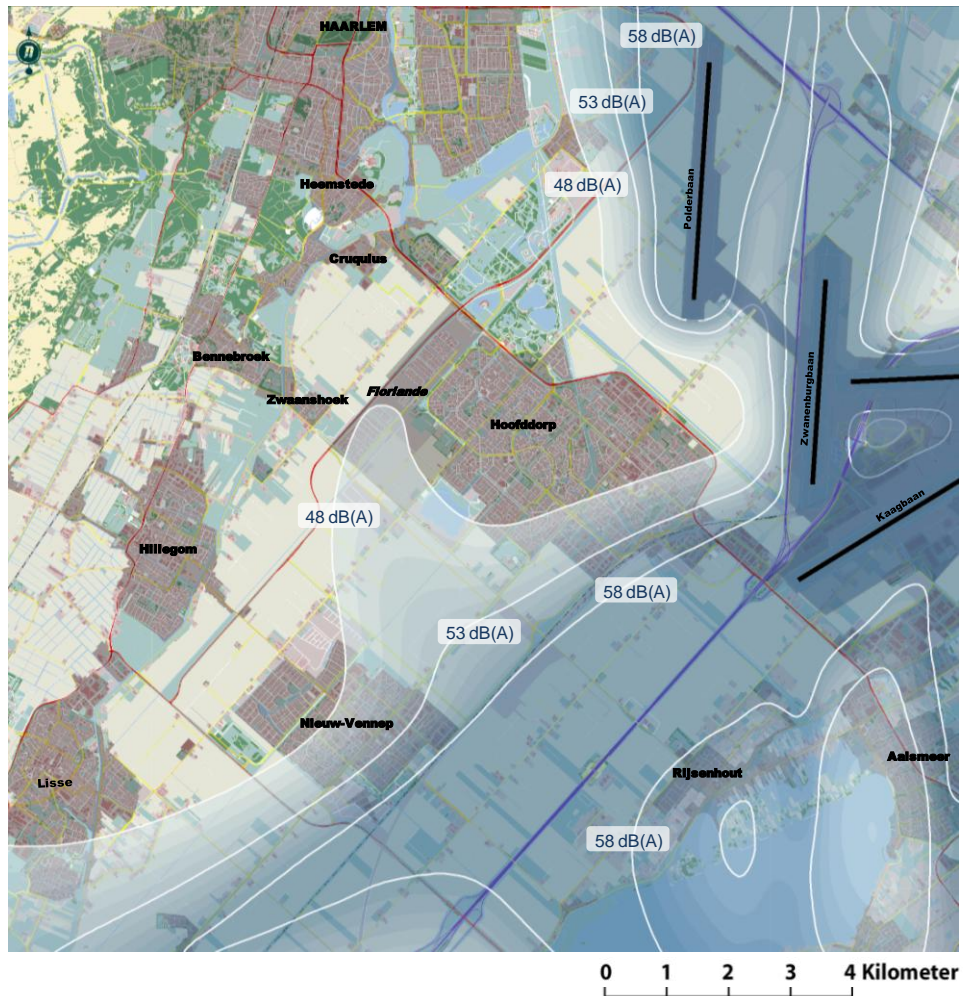 HAARLEM
58 dB(A)
n
53 dB(A)
Polderbaan
Heemstede
48 dB(A)
Cruquius
Bennebroek
Zwaanshoek
Floriande
Hoofddorp
Zwanenburgbaan
Kaagbaan
48 dB(A)
Hillegom
58 dB(A)
53 dB(A)
Nieuw-Vennep
Lisse
Rijsenhout
Aalsmeer
58 dB(A)
0 1 2 3 4 Kilometer